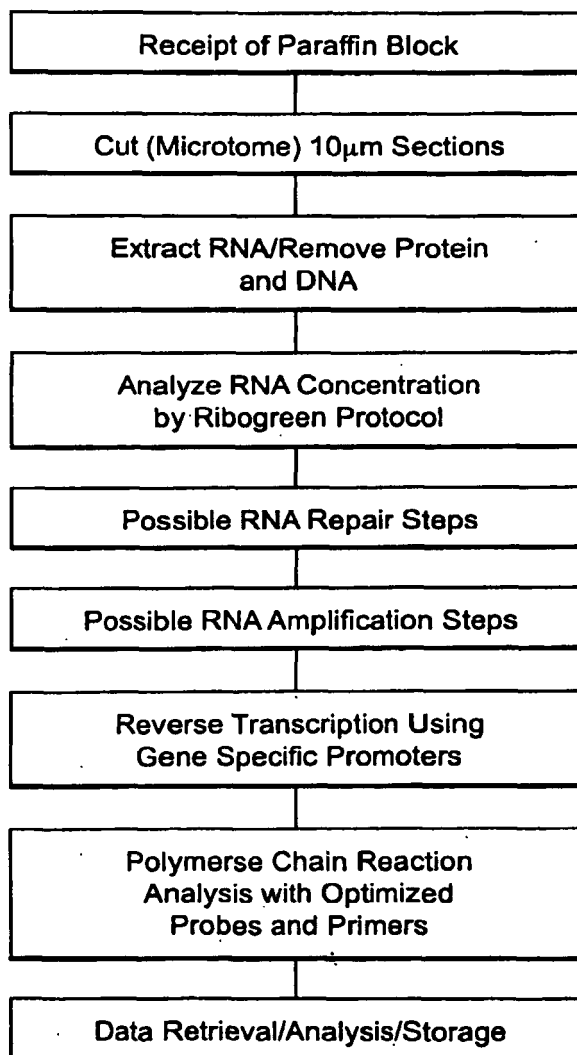 Receipt of Paraffin Block
Cut (Microtome) 10μm Sections
Extract RNA/Remove Protein
and DNA
Analyze RNA Concentration
by Ribogreen Protocol
Possible RNA Repair Steps
Possible RNA Amplification Steps
Reverse Transcription Using
Gene Specific Promoters
Polymerse Chain Reaction
Analysis with Optimized
Probes and Primers
Data Retrieval/Analysis/Storage